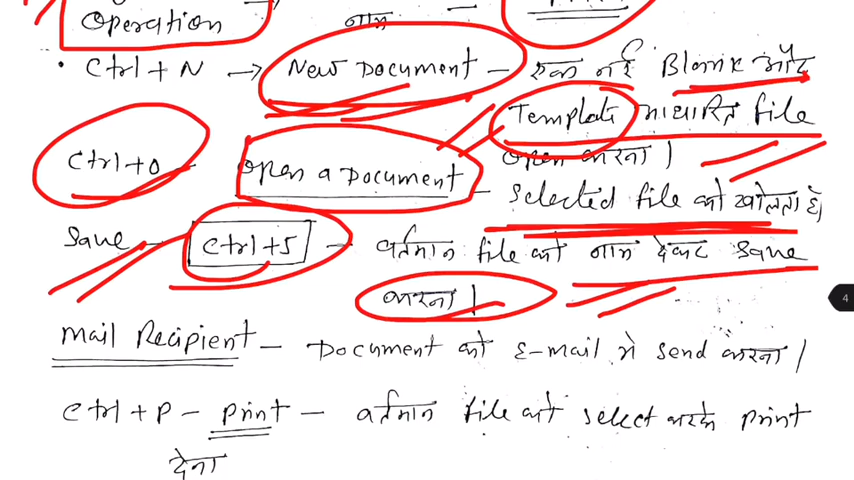 Operation नाम
• Ctrl + N → New Document – एक नई Blank और
Template आधारित file
open करना।
Ctrl+O – Open a Document – selected file को खोलता है।
Save – Ctrl+S – वर्तमान file को नाम देकर save
करना।
Mail Recipient – Document को E-mail से send करना।
Ctrl + P – Print – वर्तमान file को select करके print
देना
4